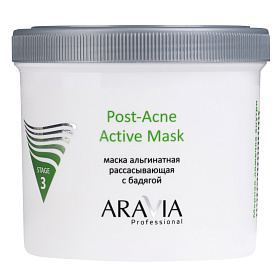 Post-Acne
Active Mask
маска альгинатная
рассасывающая
с бадягой
STAGE
3
ARAVIA
Professional